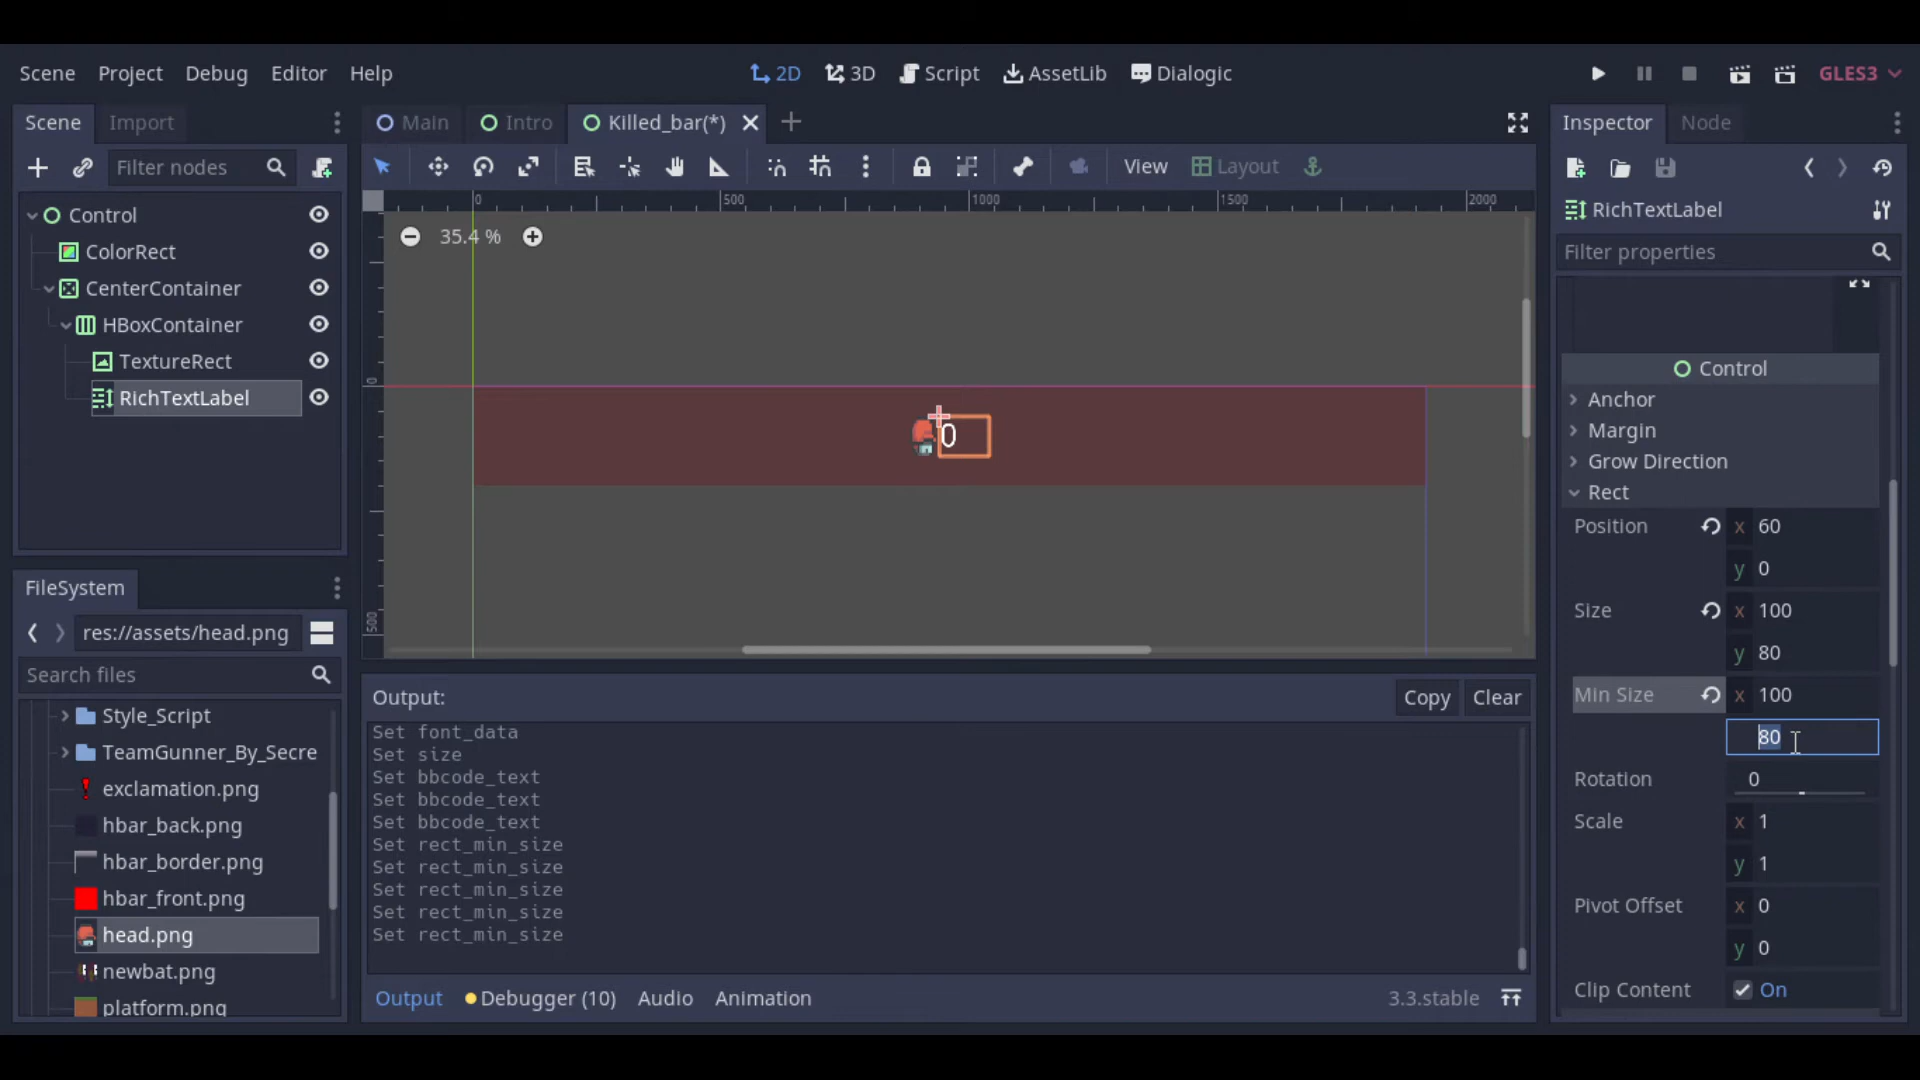 Scene Project Debug Editor Help 2D 3D Script AssetLib Dialogic GLES3
Scene Import
Filter nodes
Control
ColorRect
CenterContainer
HBoxContainer
TextureRect
RichTextLabel
FileSystem
res://assets/head.png
Search files
Style_Script
TeamGunner_By_Secre
exclamation.png
hbar_back.png
hbar_border.png
hbar_front.png
head.png
newbat.png
platform.png
Main Intro Killed_bar(*)
View Layout
0 500 1000 1500 2000
35.4 %
0
0
500
Output: Copy Clear
Set font_data
Set size
Set bbcode_text
Set bbcode_text
Set bbcode_text
Set rect_min_size
Set rect_min_size
Set rect_min_size
Set rect_min_size
Set rect_min_size
Output Debugger (10) Audio Animation 3.3.stable
Inspector Node
RichTextLabel
Filter properties
Control
Anchor
Margin
Grow Direction
Rect
Position x 60
y 0
Size x 100
y 80
Min Size x 100
80
Rotation 0
Scale x 1
y 1
Pivot Offset x 0
y 0
Clip Content On